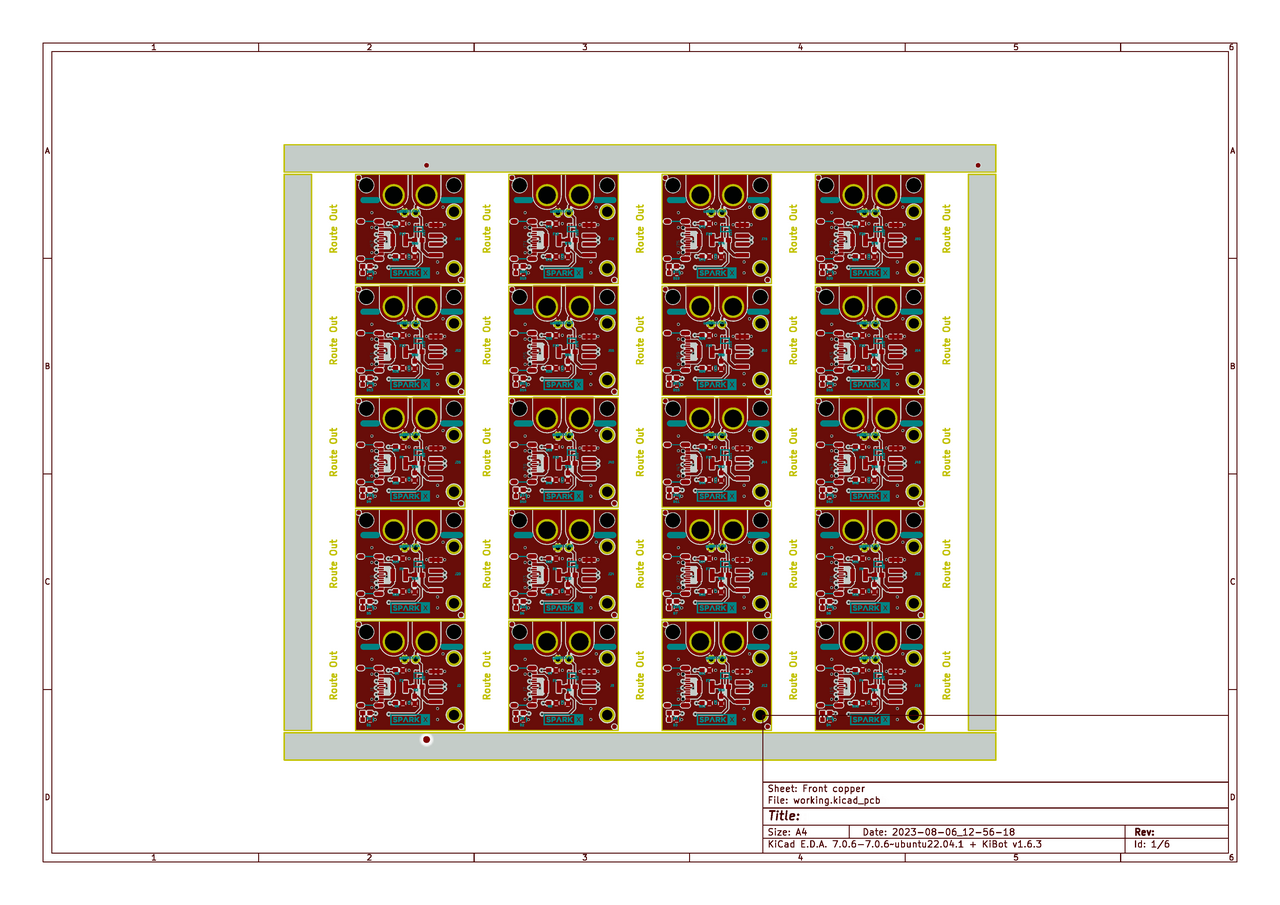 1 2 3 4 5 6
A A
Route Out Route Out Route Out Route Out Route Out
SPARK X SPARK X SPARK X SPARK X
B B
Route Out Route Out Route Out Route Out Route Out
SPARK X SPARK X SPARK X SPARK X
Route Out Route Out Route Out Route Out Route Out
SPARK X SPARK X SPARK X SPARK X
C C
Route Out Route Out Route Out Route Out Route Out
SPARK X SPARK X SPARK X SPARK X
Route Out Route Out Route Out Route Out Route Out
SPARK X SPARK X SPARK X SPARK X
D D
Sheet: Front copper
File: working.kicad_pcb
Title:
Size: A4 Date: 2023-08-06_12-56-18 Rev:
KiCad E.D.A. 7.0.6-7.0.6~ubuntu22.04.1 + KiBot v1.6.3 Id: 1/6
1 2 3 4 5 6